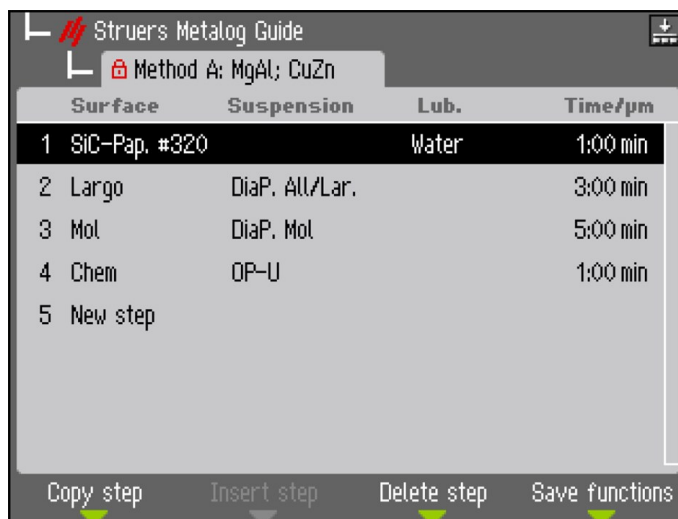 Struers Metalog Guide
Method A: MgAl; CuZn
Surface Suspension Lub. Time/µm
1 SiC-Pap. #320 Water 1:00 min
2 Largo DiaP. All/Lar. 3:00 min
3 Mol DiaP. Mol 5:00 min
4 Chem OP-U 1:00 min
5 New step
Copy step Insert step Delete step Save functions